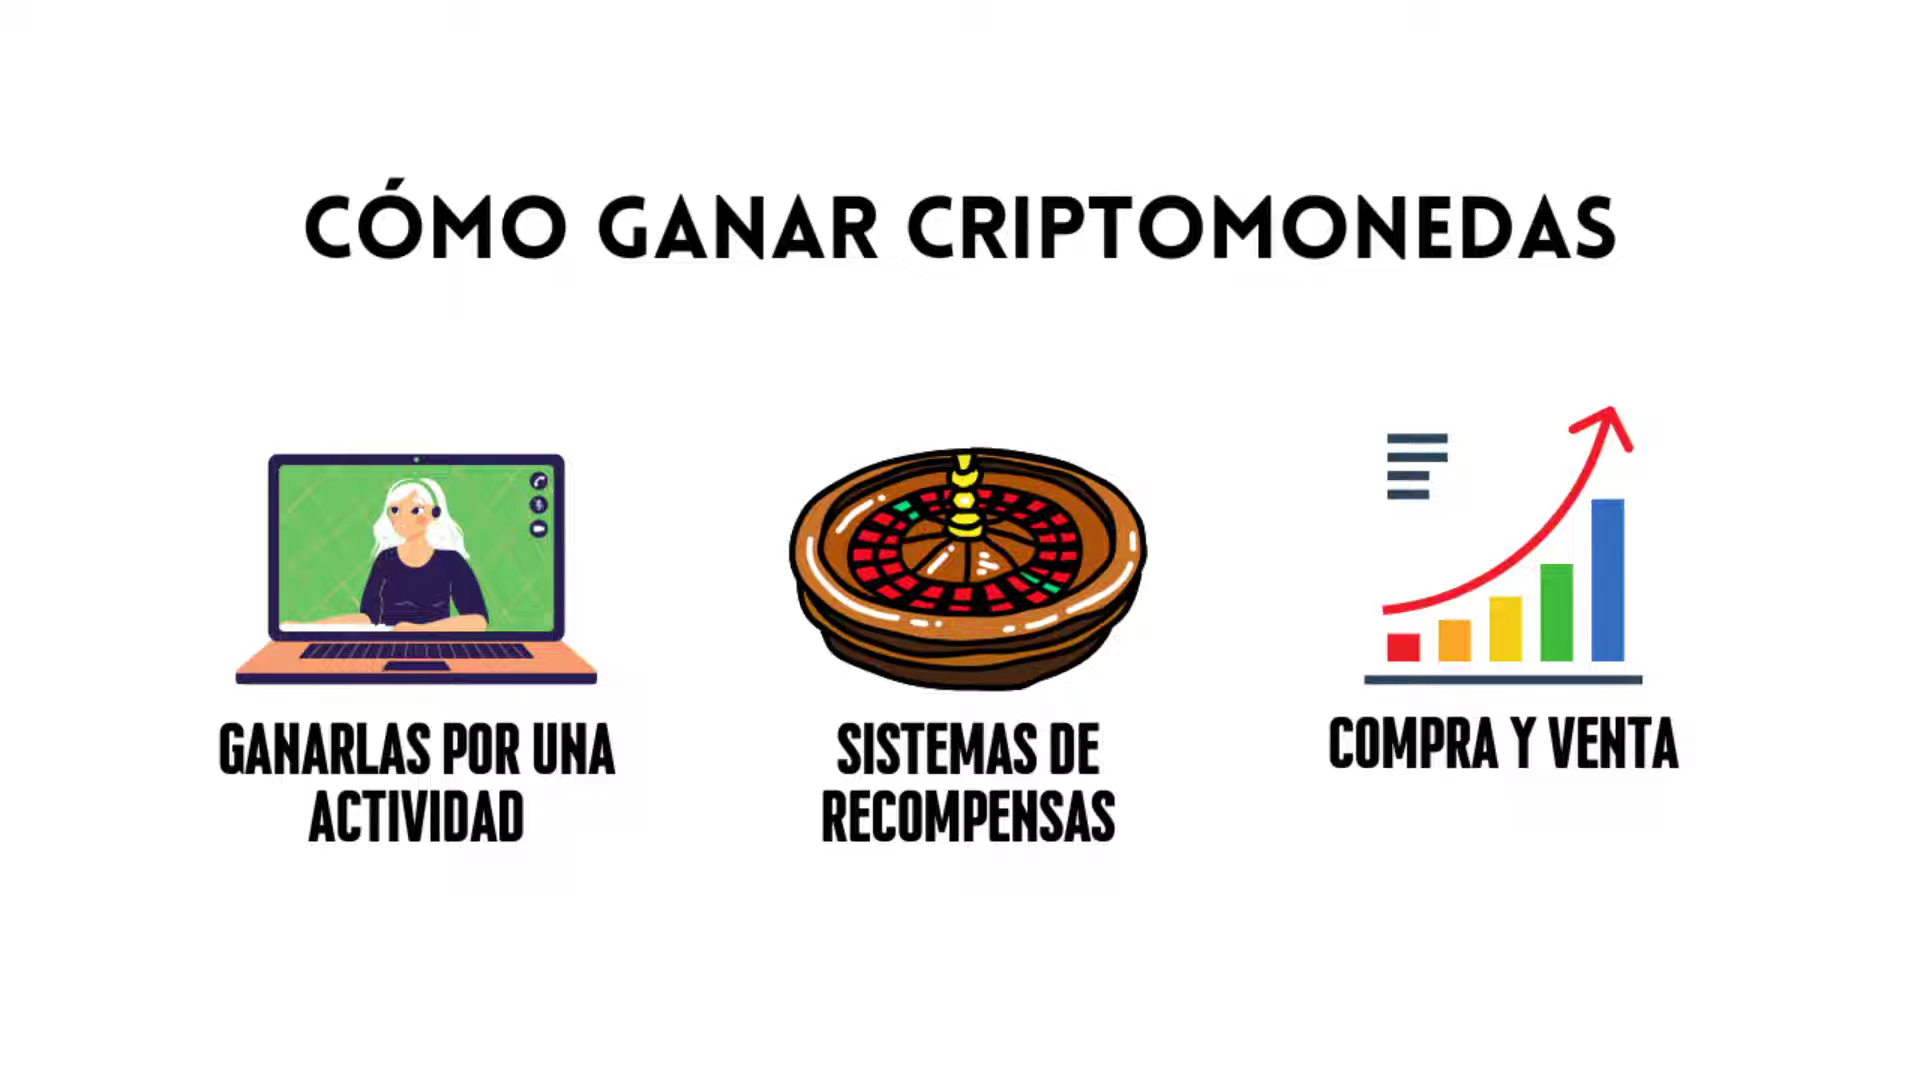 CÓMO GANAR CRIPTOMONEDAS
GANARLAS POR UNA
ACTIVIDAD
SISTEMAS DE
RECOMPENSAS
COMPRA Y VENTA